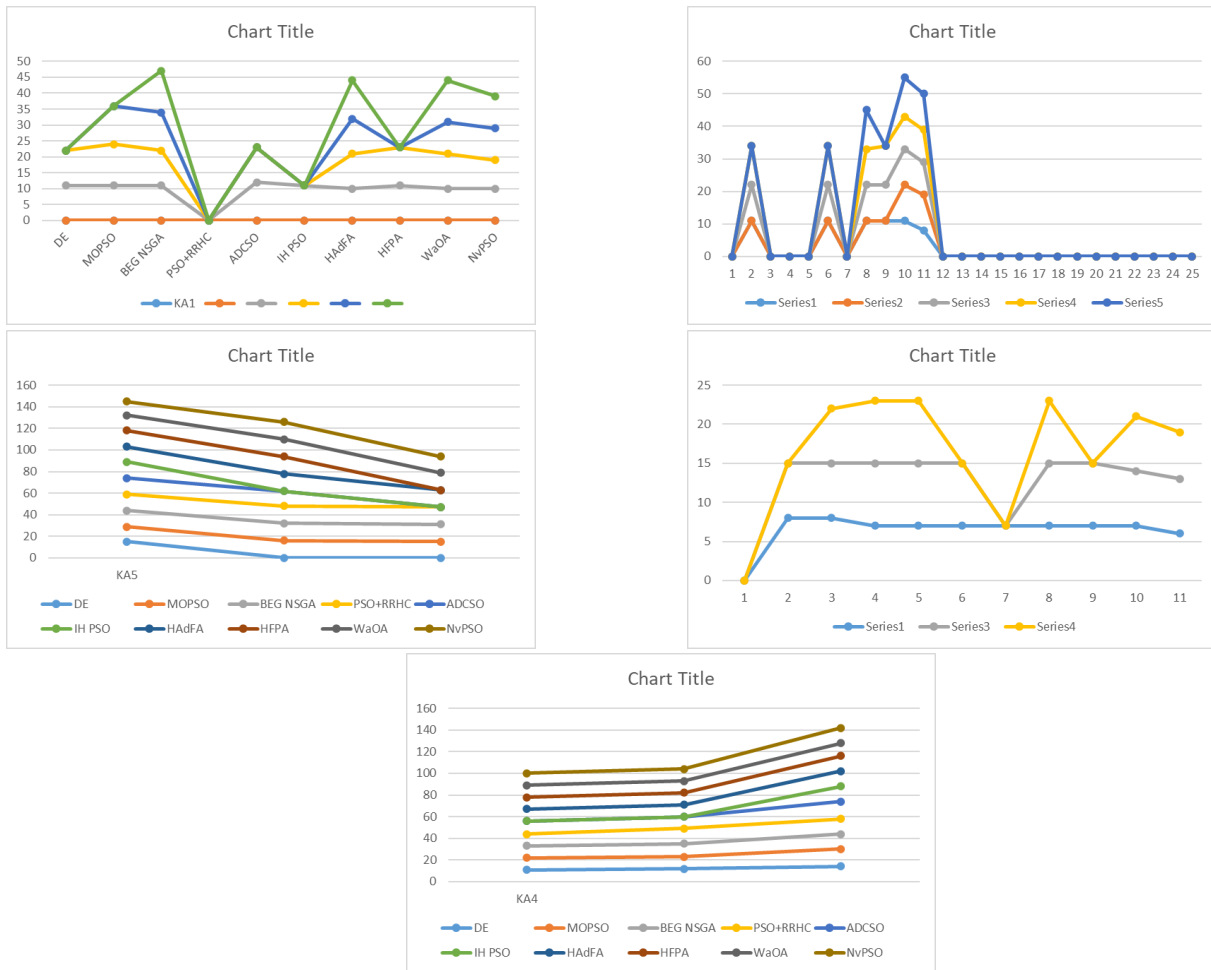 Chart Title
50
45
40
35
30
25
20
15
10
5
0
DE MOPSO BEG NSGA PSO+RRHC ADCSO IH PSO HAdFA HFPA WaOA NvPSO
KA1
Chart Title
60
50
40
30
20
10
0
1 2 3 4 5 6 7 8 9 10 11 12 13 14 15 16 17 18 19 20 21 22 23 24 25
Series1 Series2 Series3 Series4 Series5
Chart Title
160
140
120
100
80
60
40
20
0
KA5
DE MOPSO BEG NSGA PSO+RRHC ADCSO
IH PSO HAdFA HFPA WaOA NvPSO
Chart Title
25
20
15
10
5
0
1 2 3 4 5 6 7 8 9 10 11
Series1 Series3 Series4
Chart Title
160
140
120
100
80
60
40
20
0
KA4
DE MOPSO BEG NSGA PSO+RRHC ADCSO
IH PSO HAdFA HFPA WaOA NvPSO